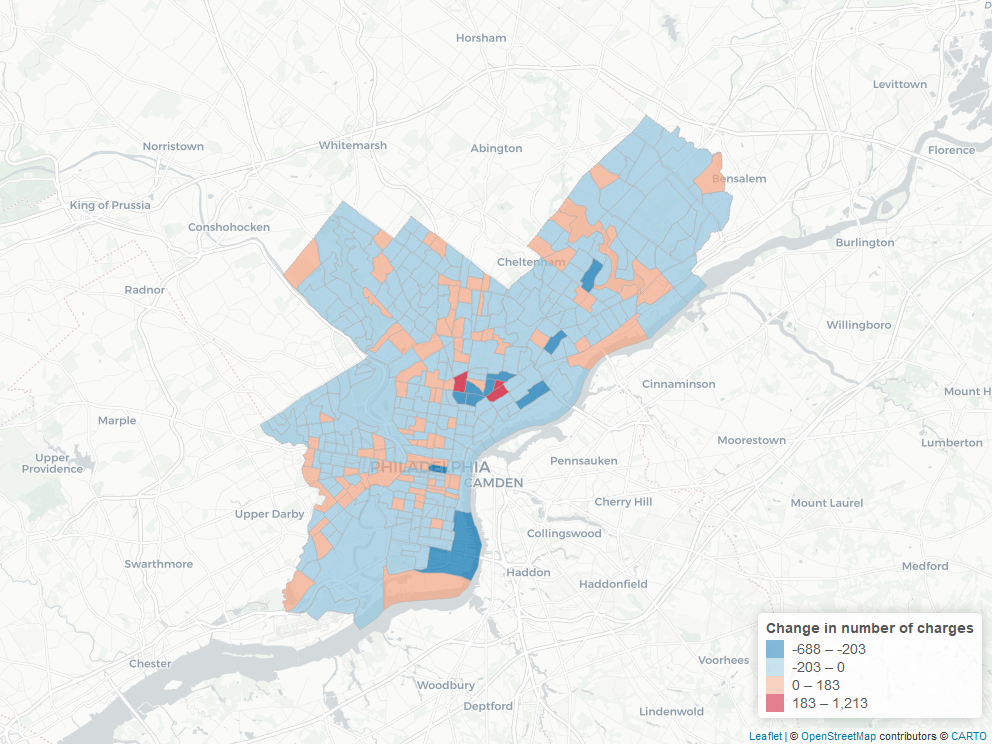 Horsham
Levittown
Norristown
Whitemarsh
Abington
Florence
Bensalem
King of Prussia
Conshohocken
Burlington
Cheltenham
Radnor
Willingboro
Cinnaminson
Mount H
Marple
Moorestown
Lumberton
Upper
Providence
Pennsauken
PHILADELPHIA
CAMDEN
Cherry Hill
Mount Laurel
Upper Darby
Collingswood
Swarthmore
Haddon
Haddonfield
Medford
Chester
Voorhees
Woodbury
Deptford
Lindenwold
Change in number of charges
-688 – -203
-203 – 0
0 – 183
183 – 1,213
Leaflet | © OpenStreetMap contributors © CARTO